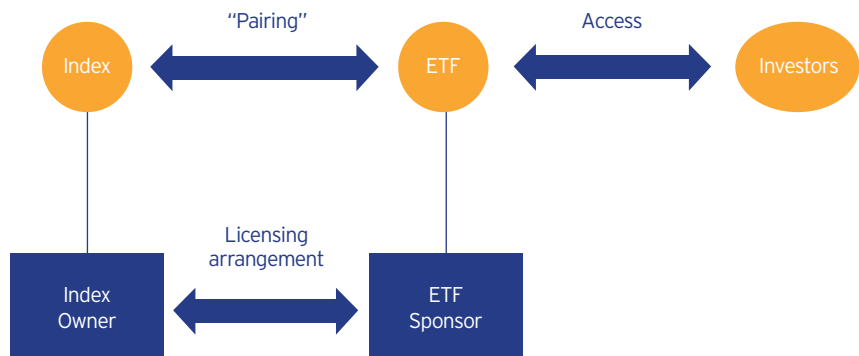 “Pairing”
Access
Index
ETF
Investors
Licensing
arrangement
Index
Owner
ETF
Sponsor